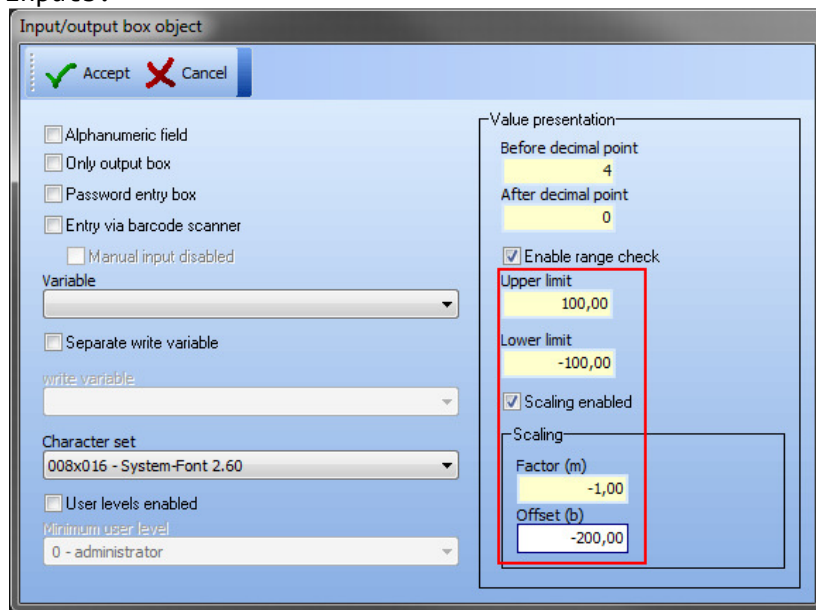 Input/output box object
Accept Cancel
Alphanumeric field
Only output box
Password entry box
Entry via barcode scanner
Manual input disabled
Variable
Separate write variable
write variable
Character set
008x016 - System-Font 2.60
User levels enabled
Minimum user level
0 - administrator
Value presentation
Before decimal point
4
After decimal point
0
Enable range check
Upper limit
100,00
Lower limit
-100,00
Scaling enabled
Scaling
Factor (m)
-1,00
Offset (b)
-200,00